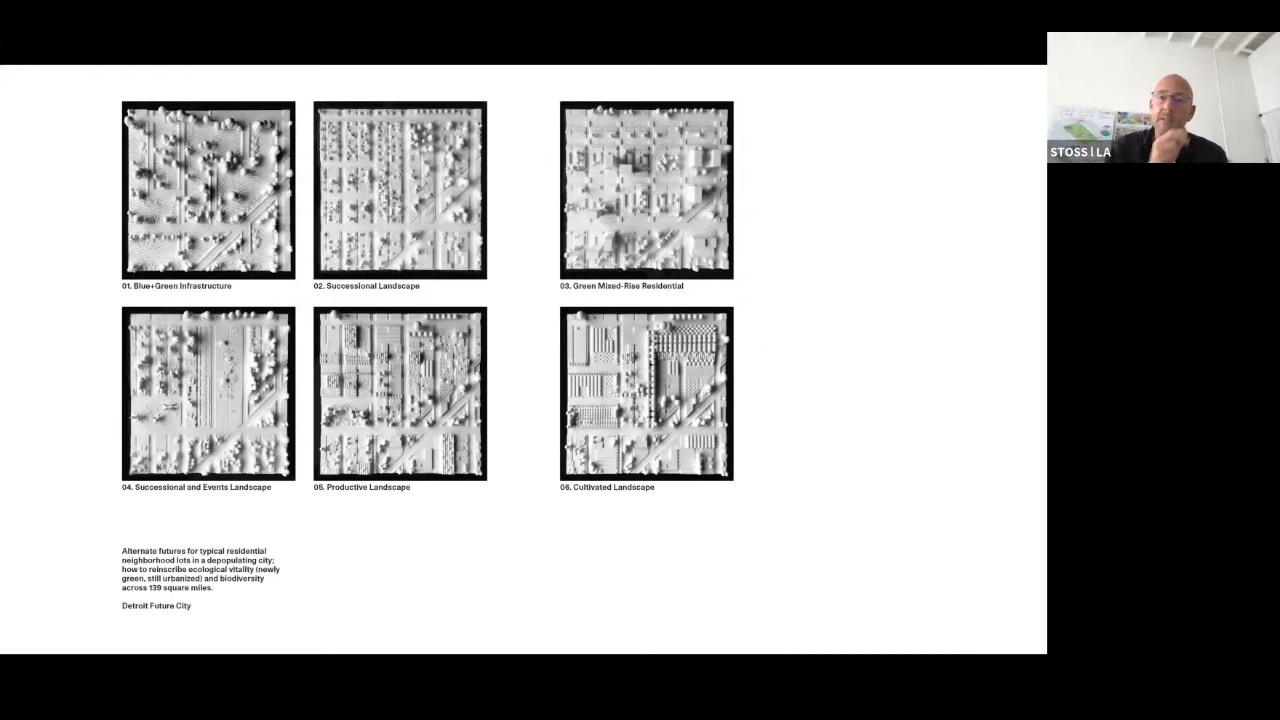 01. Blue+Green Infrastructure
02. Successional Landscape
03. Green Mixed-Rise Residential
04. Successional and Events Landscape
05. Productive Landscape
06. Cultivated Landscape
Alternate futures for typical residential
neighborhood lots in a depopulating city;
how to reinscribe ecological vitality (newly
green, still urbanized) and biodiversity
across 139 square miles.
Detroit Future City
STOSS | LA